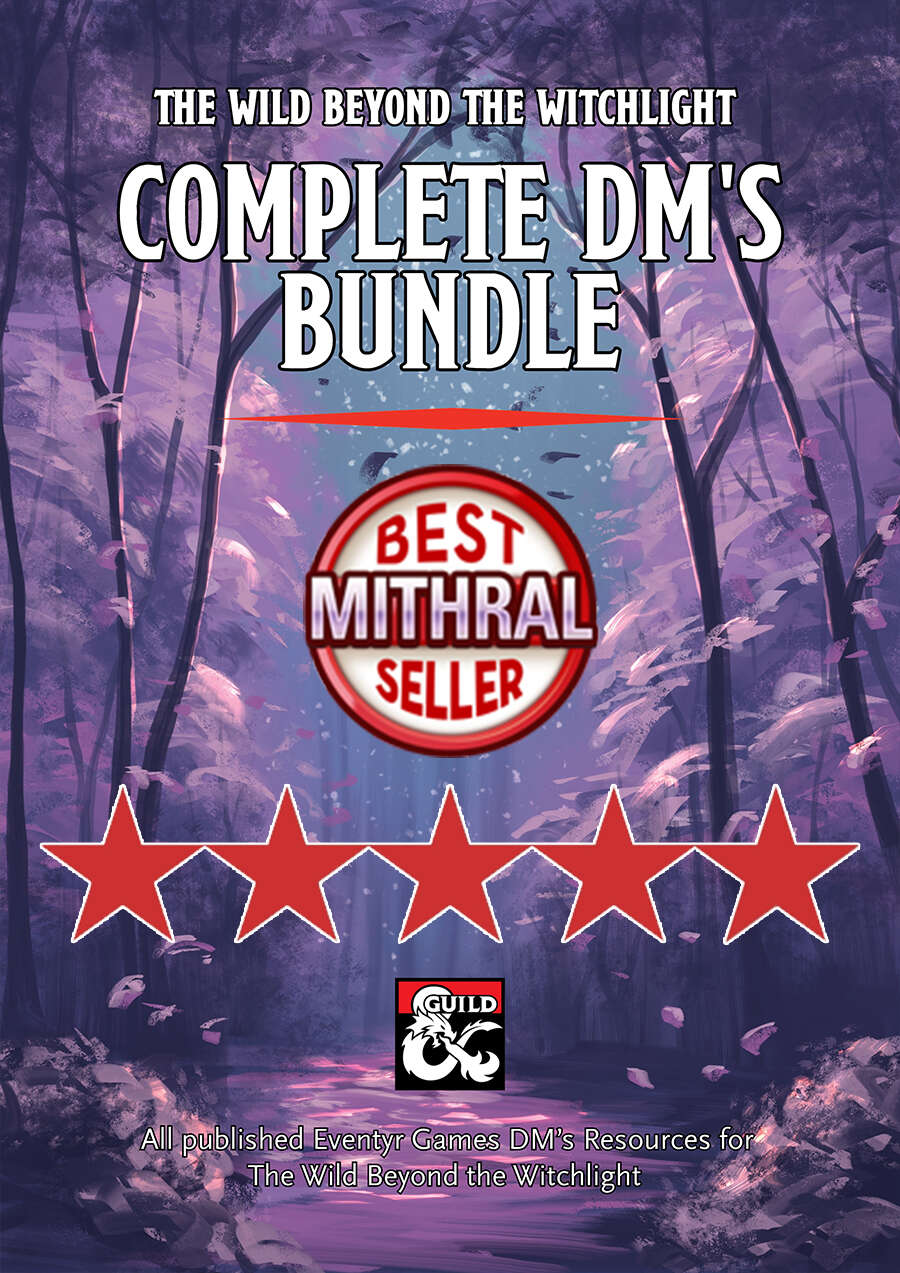 THE WILD BEYOND THE WITCHLIGHT
COMPLETE DM'S
BUNDLE
BEST
MITHRAL
SELLER
GUILD
All published Eventyr Games DM’s Resources for
The Wild Beyond the Witchlight